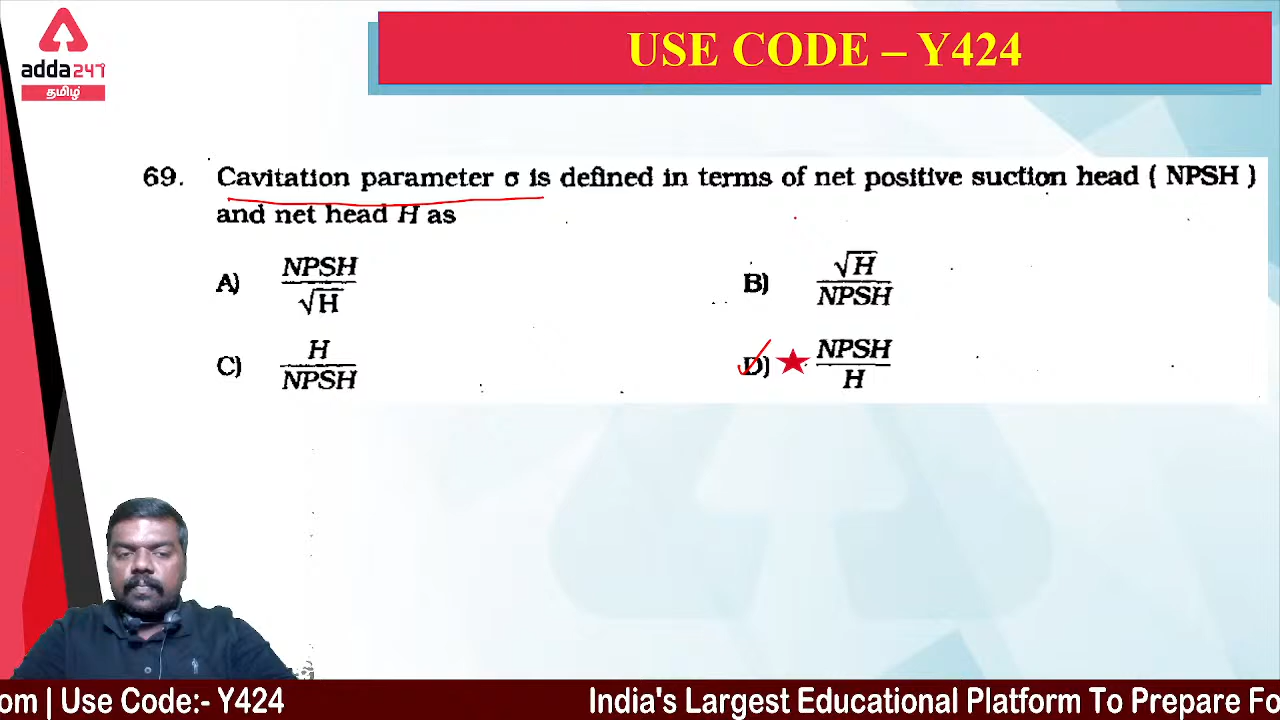 USE CODE – Y424
adda247
தமிழ்
69. Cavitation parameter σ is defined in terms of net positive suction head ( NPSH )
and net head H as
A) NPSH / √H
B) √H / NPSH
C) H / NPSH
D) ★ NPSH / H
om | Use Code:- Y424
India's Largest Educational Platform To Prepare Fo